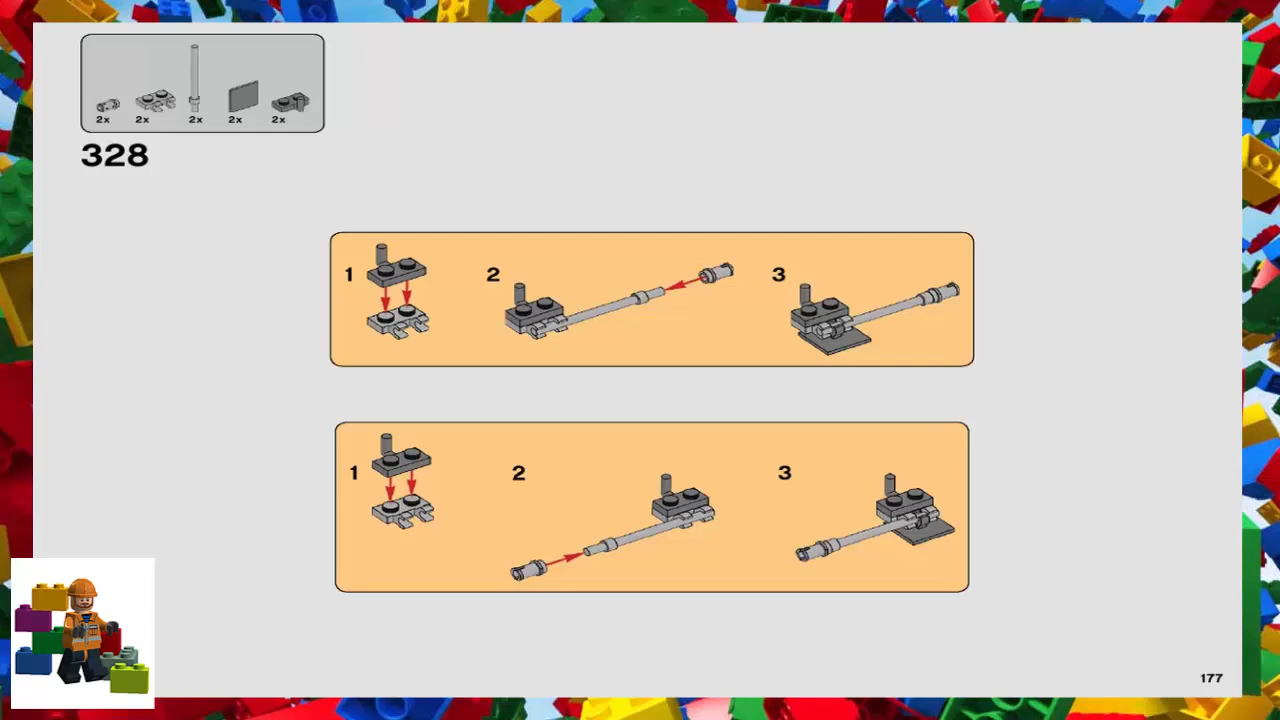 2x 2x 2x 2x 2x
328
1 2 3
1 2 3
177